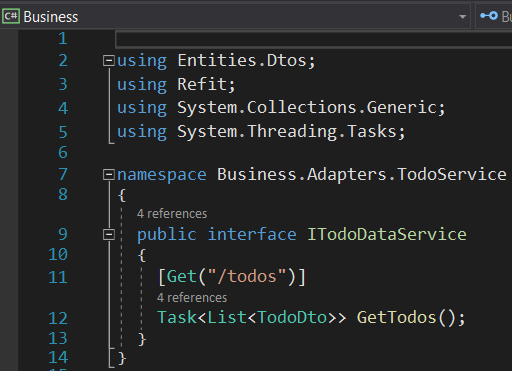 C# Business Bu
1
2 using Entities.Dtos;
3 using Refit;
4 using System.Collections.Generic;
5 using System.Threading.Tasks;
6
7 namespace Business.Adapters.TodoService
8 {
4 references
9 public interface ITodoDataService
10 {
11 [Get("/todos")]
4 references
12 Task<List<TodoDto>> GetTodos();
13 }
14 }